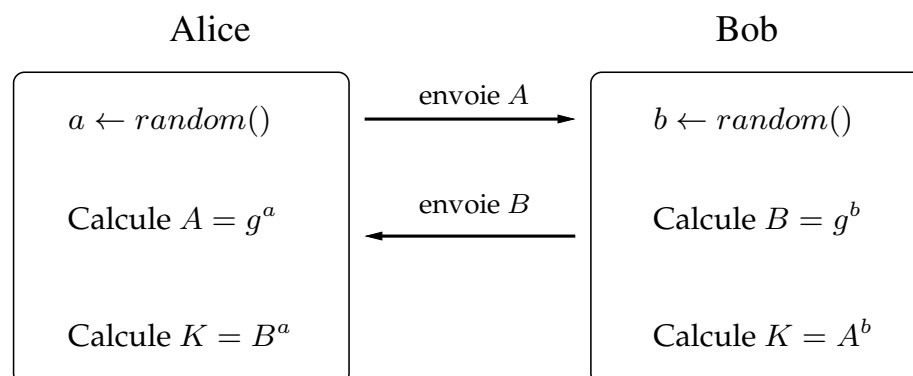 Alice
Bob
a ← random()
envoie A
b ← random()
Calcule A = g^a
envoie B
Calcule B = g^b
Calcule K = B^a
Calcule K = A^b